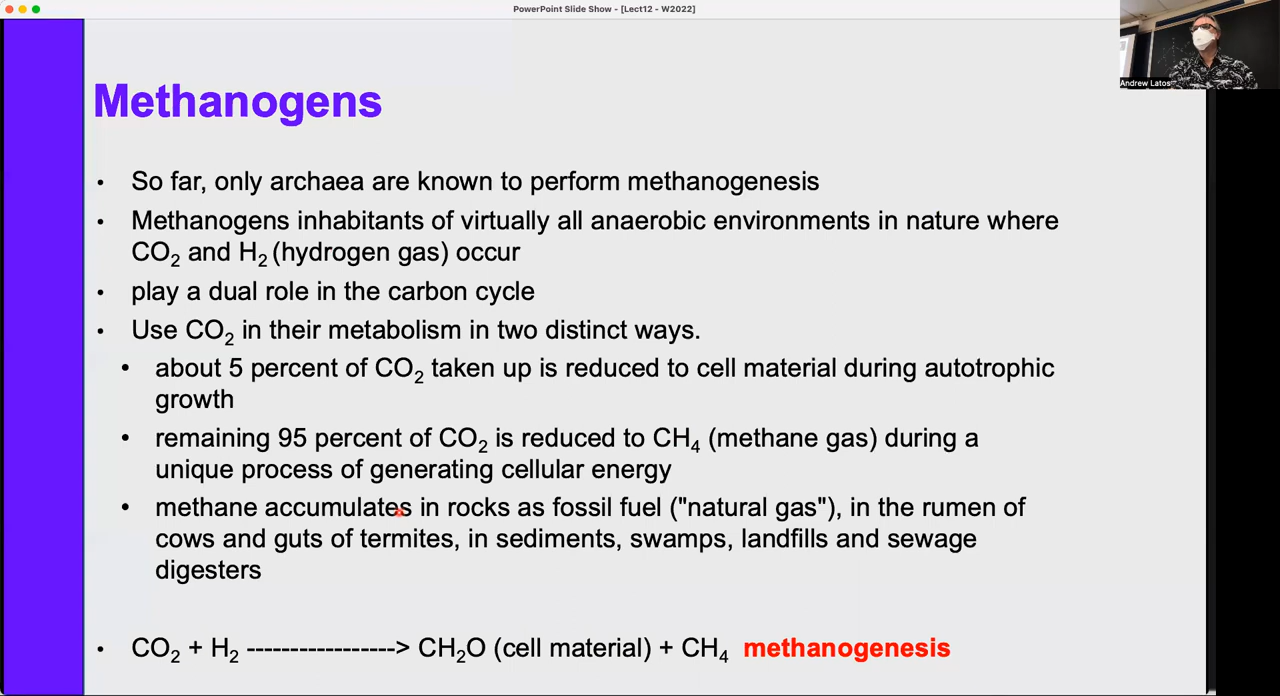 PowerPoint Slide Show - [Lect12 - W2022]
Andrew Latos
Methanogens
• So far, only archaea are known to perform methanogenesis
• Methanogens inhabitants of virtually all anaerobic environments in nature where
CO₂ and H₂ (hydrogen gas) occur
• play a dual role in the carbon cycle
• Use CO₂ in their metabolism in two distinct ways.
• about 5 percent of CO₂ taken up is reduced to cell material during autotrophic
growth
• remaining 95 percent of CO₂ is reduced to CH₄ (methane gas) during a
unique process of generating cellular energy
• methane accumulates in rocks as fossil fuel ("natural gas"), in the rumen of
cows and guts of termites, in sediments, swamps, landfills and sewage
digesters
• CO₂ + H₂ -----------------> CH₂O (cell material) + CH₄ methanogenesis